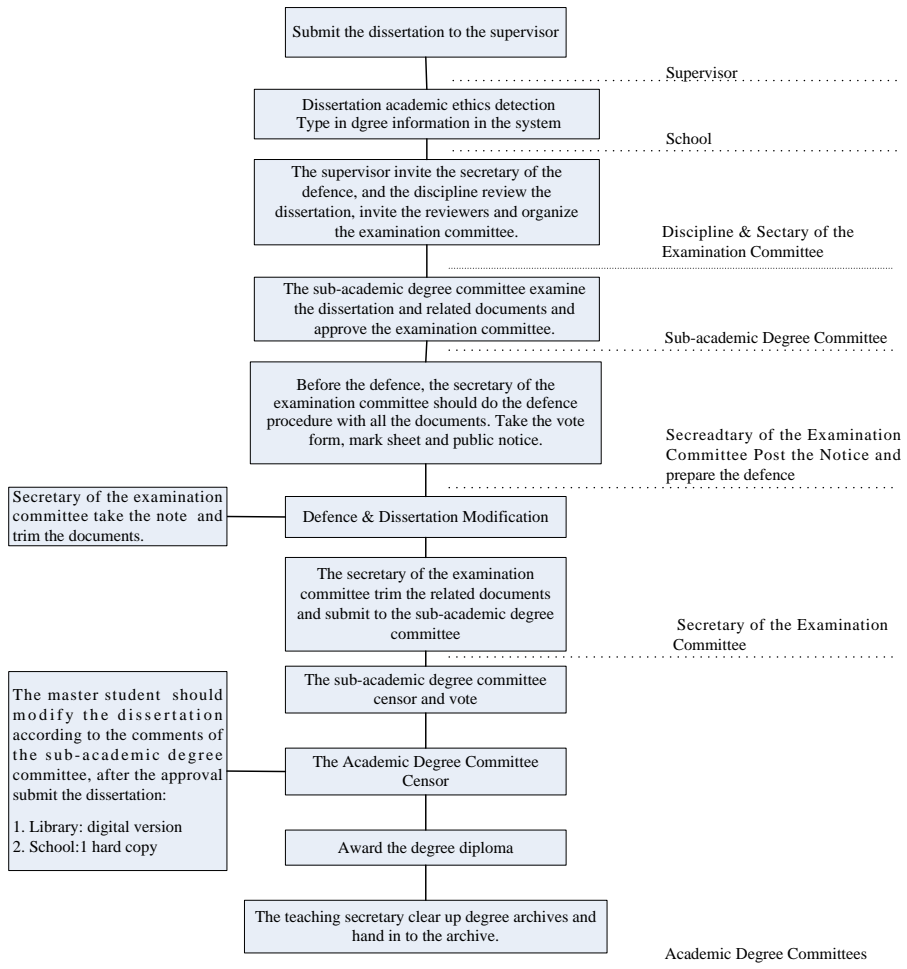 Submit the dissertation to the supervisor
Supervisor
Dissertation academic ethics detection
Type in dgree information in the system
School
The supervisor invite the secretary of the
defence, and the discipline review the
dissertation, invite the reviewers and organize
the examination committee.
Discipline & Sectary of the
Examination Committee
The sub-academic degree committee examine
the dissertation and related documents and
approve the examination committee.
Sub-academic Degree Committee
Before the defence, the secretary of the
examination committee should do the defence
procedure with all the documents. Take the vote
form, mark sheet and public notice.
Secreadtary of the Examination
Committee Post the Notice and
prepare the defence
Secretary of the examination
committee take the note and
trim the documents.
Defence & Dissertation Modification
The secretary of the examination
committee trim the related documents
and submit to the sub-academic degree
committee
Secretary of the Examination
Committee
The sub-academic degree committee
censor and vote
The master student should
modify the dissertation
according to the comments of
the sub-academic degree
committee, after the approval
submit the dissertation:
1. Library: digital version
2. School:1 hard copy
The Academic Degree Committee
Censor
Award the degree diploma
The teaching secretary clear up degree archives and
hand in to the archive.
Academic Degree Committees